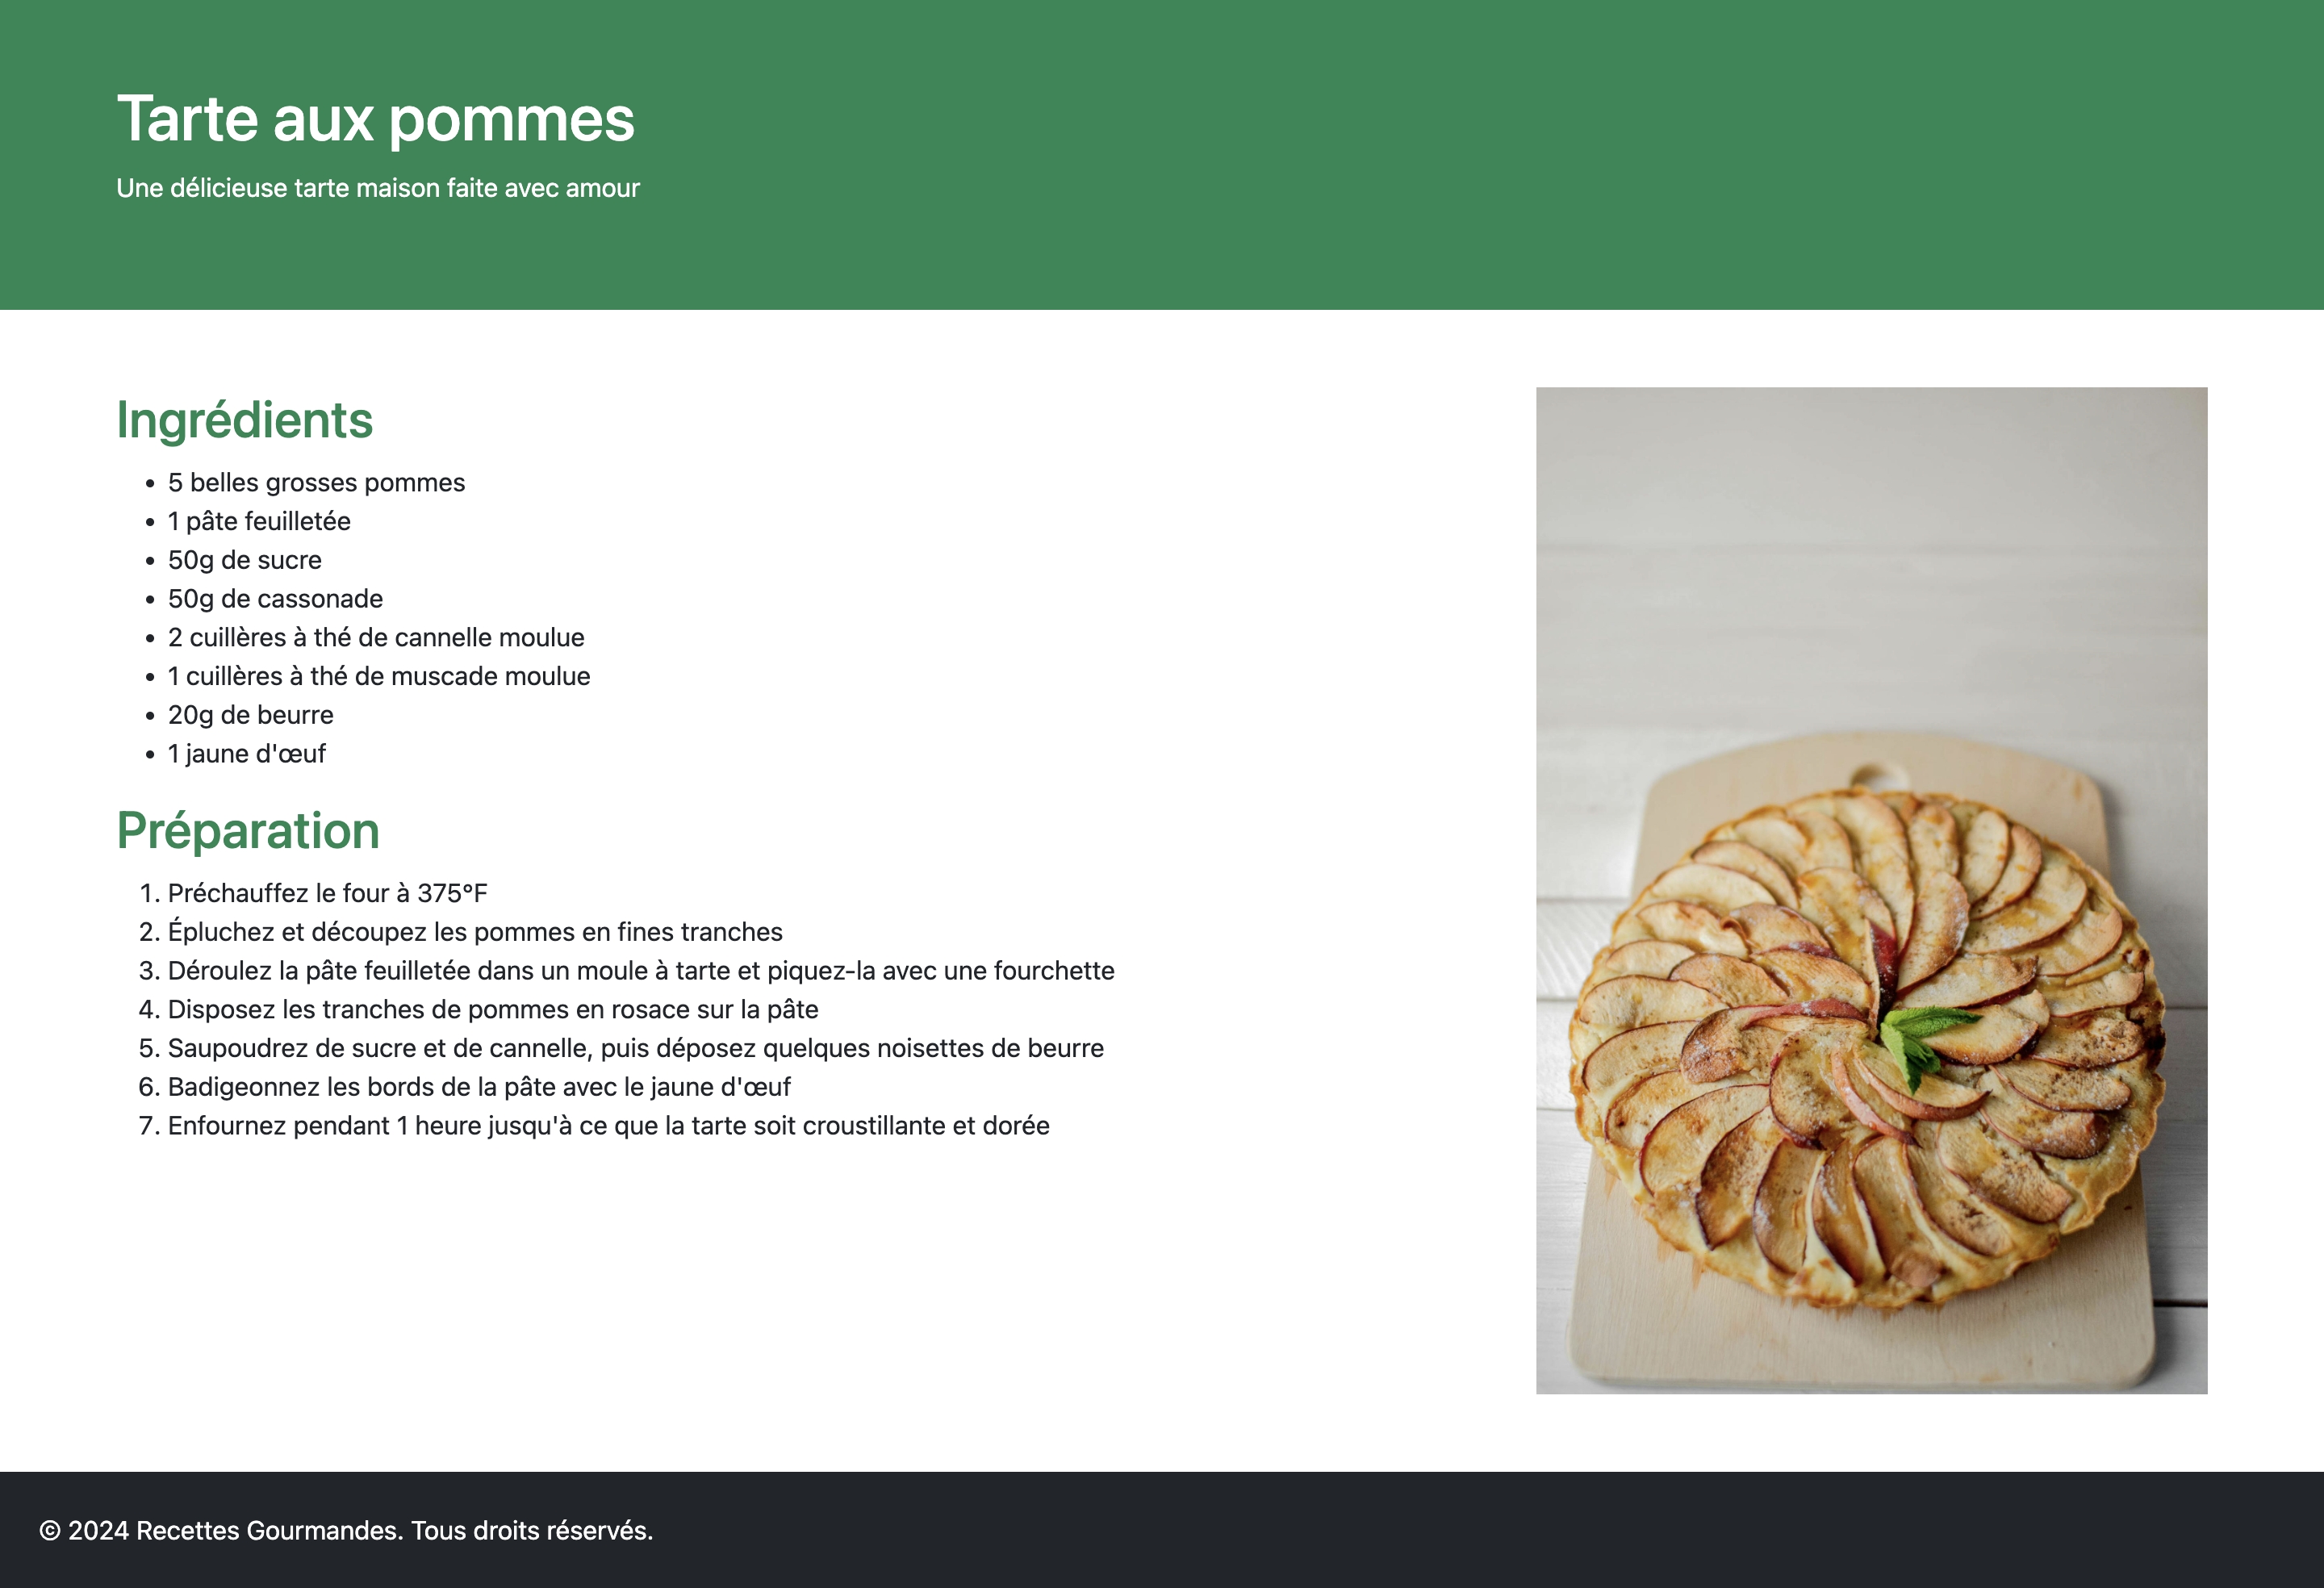 Tarte aux pommes
Une délicieuse tarte maison faite avec amour
Ingrédients
• 5 belles grosses pommes
• 1 pâte feuilletée
• 50g de sucre
• 50g de cassonade
• 2 cuillères à thé de cannelle moulue
• 1 cuillères à thé de muscade moulue
• 20g de beurre
• 1 jaune d'œuf
Préparation
1. Préchauffez le four à 375°F
2. Épluchez et découpez les pommes en fines tranches
3. Déroulez la pâte feuilletée dans un moule à tarte et piquez-la avec une fourchette
4. Disposez les tranches de pommes en rosace sur la pâte
5. Saupoudrez de sucre et de cannelle, puis déposez quelques noisettes de beurre
6. Badigeonnez les bords de la pâte avec le jaune d'œuf
7. Enfournez pendant 1 heure jusqu'à ce que la tarte soit croustillante et dorée
© 2024 Recettes Gourmandes. Tous droits réservés.